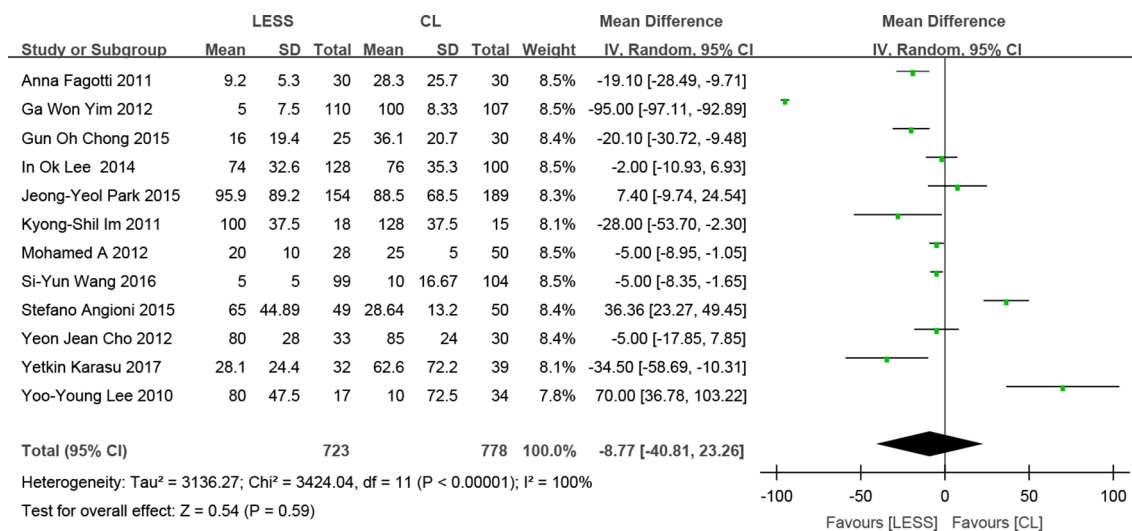 LESS CL Mean Difference Mean Difference
Study or Subgroup Mean SD Total Mean SD Total Weight IV, Random, 95% CI IV, Random, 95% CI
Anna Fagotti 2011 9.2 5.3 30 28.3 25.7 30 8.5% -19.10 [-28.49, -9.71]
Ga Won Yim 2012 5 7.5 110 100 8.33 107 8.5% -95.00 [-97.11, -92.89]
Gun Oh Chong 2015 16 19.4 25 36.1 20.7 30 8.5% -20.10 [-30.72, -9.48]
In Ok Lee 2014 74 32.6 128 76 35.3 100 8.5% -2.00 [-10.93, 6.93]
Jeong-Yeol Park 2015 95.9 89.2 154 88.5 68.5 189 8.3% 7.40 [-9.74, 24.54]
Kyong-Shil Im 2011 100 37.5 18 128 37.5 15 8.1% -28.00 [-53.70, -2.30]
Mohamed A 2012 20 10 28 25 5 50 8.5% -5.00 [-8.95, -1.05]
Si-Yun Wang 2016 5 5 99 10 16.67 104 8.5% -5.00 [-8.35, -1.65]
Stefano Angioni 2015 65 44.89 49 28.64 13.2 50 8.4% 36.36 [23.27, 49.45]
Yeon Jean Cho 2012 80 28 33 85 24 30 8.4% -5.00 [-17.85, 7.85]
Yetkin Karasu 2017 28.1 24.4 32 62.6 72.2 39 8.1% -34.50 [-58.69, -10.31]
Yoo-Young Lee 2010 80 47.5 17 10 72.5 34 7.8% 70.00 [36.78, 103.22]
Total (95% CI) 723 778 100.0% -8.77 [-40.81, 23.26]
Heterogeneity: Tau² = 3136.27; Chi² = 3424.04, df = 11 (P < 0.00001); I² = 100%
Test for overall effect: Z = 0.54 (P = 0.59)
-100 -50 0 50 100
Favours [LESS] Favours [CL]